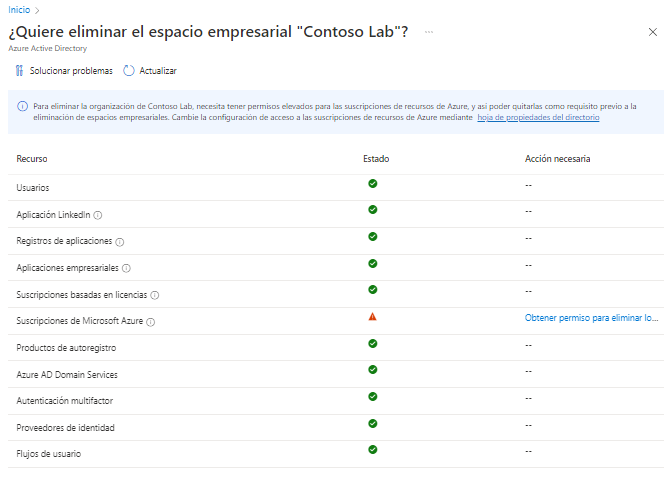 Inicio
¿Quiere eliminar el espacio empresarial "Contoso Lab"?
Azure Active Directory
Solucionar problemas Actualizar
Para eliminar la organización de Contoso Lab, necesita tener permisos elevados para las suscripciones de recursos de Azure, y así poder quitarlas como requisito previo a la
eliminación de espacios empresariales. Cambie la configuración de acceso a las suscripciones de recursos de Azure mediante hoja de propiedades del directorio
Recurso Estado Acción necesaria
Usuarios --
Aplicación LinkedIn --
Registros de aplicaciones --
Aplicaciones empresariales --
Suscripciones basadas en licencias --
Suscripciones de Microsoft Azure Obtener permiso para eliminar lo...
Productos de autoregistro --
Azure AD Domain Services --
Autenticación multifactor --
Proveedores de identidad --
Flujos de usuario --